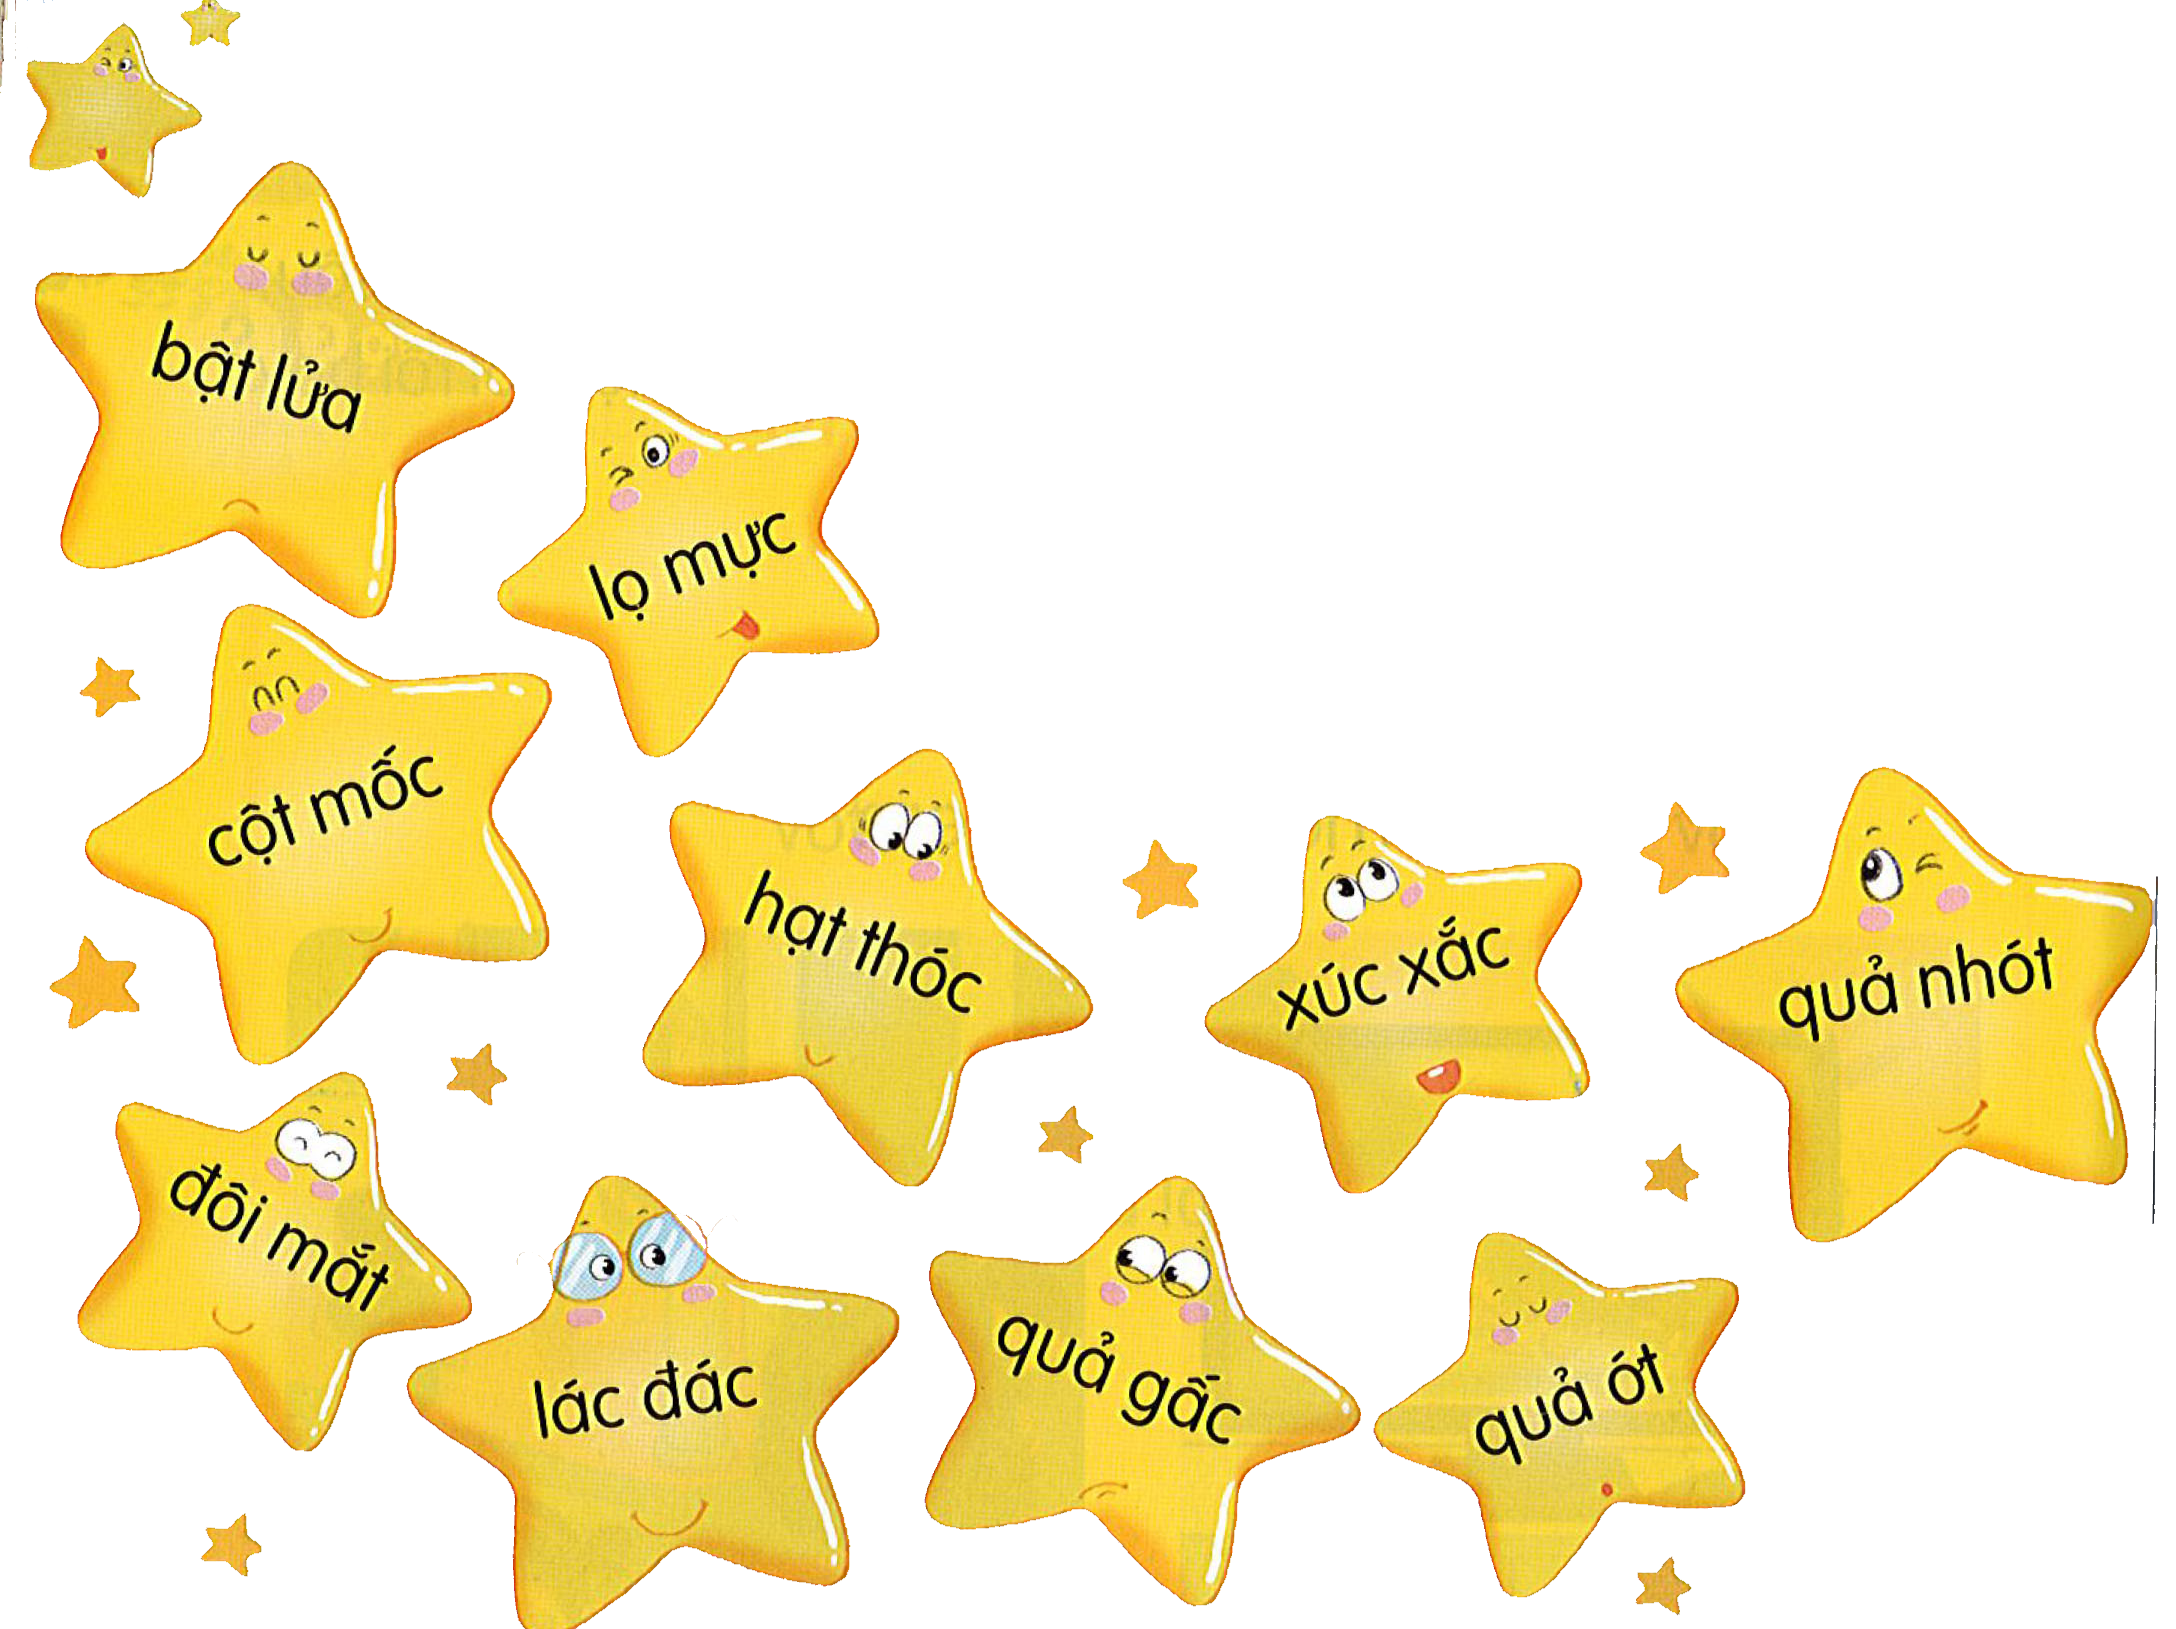 bật lửa
lọ mực
cột mốc
hạt thóc
xúc xắc
quả nhót
đôi mắt
lác đác
quả gấc
quả ớt